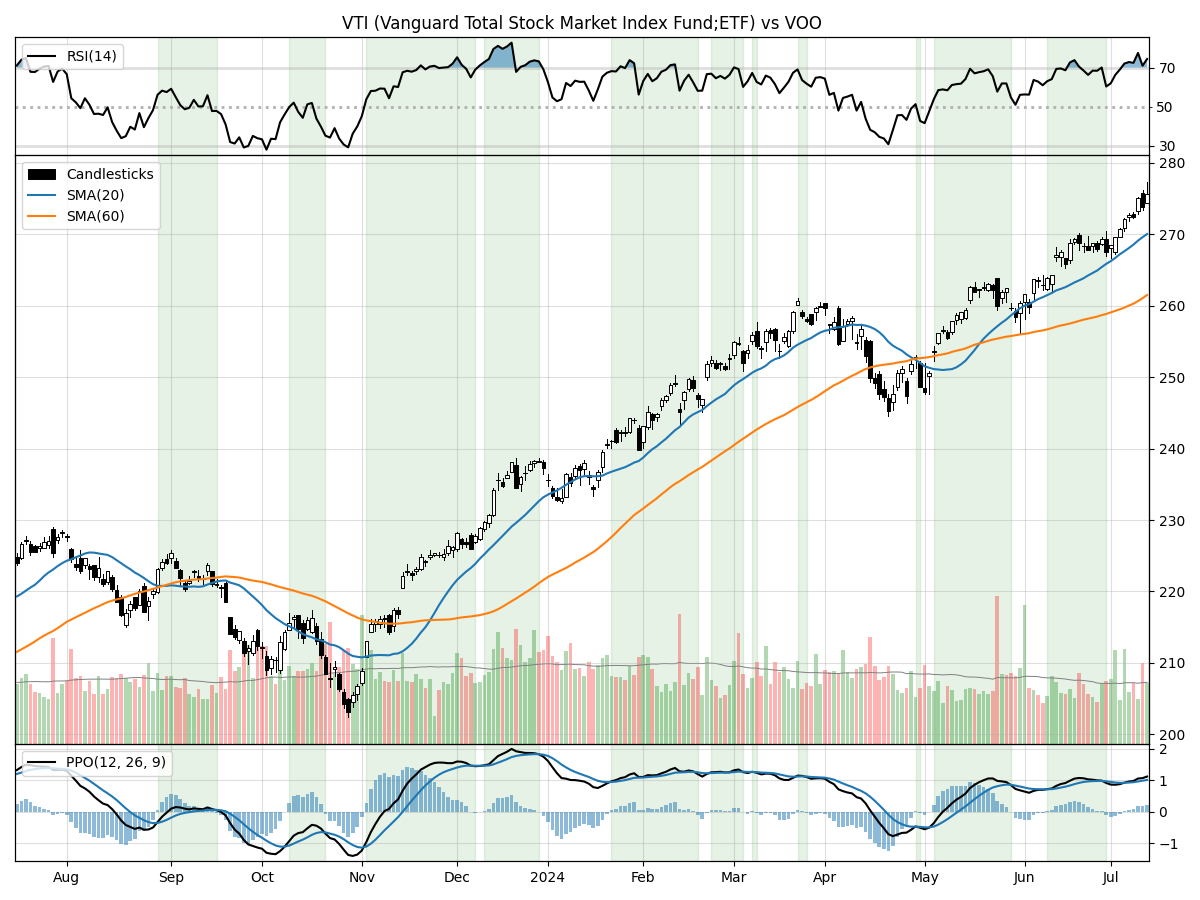 VTI (Vanguard Total Stock Market Index Fund;ETF) vs VOO
RSI(14)
70
50
30
Candlesticks
SMA(20)
SMA(60)
280
270
260
250
240
230
220
210
200
PPO(12, 26, 9)
2
1
0
−1
Aug Sep Oct Nov Dec 2024 Feb Mar Apr May Jun Jul